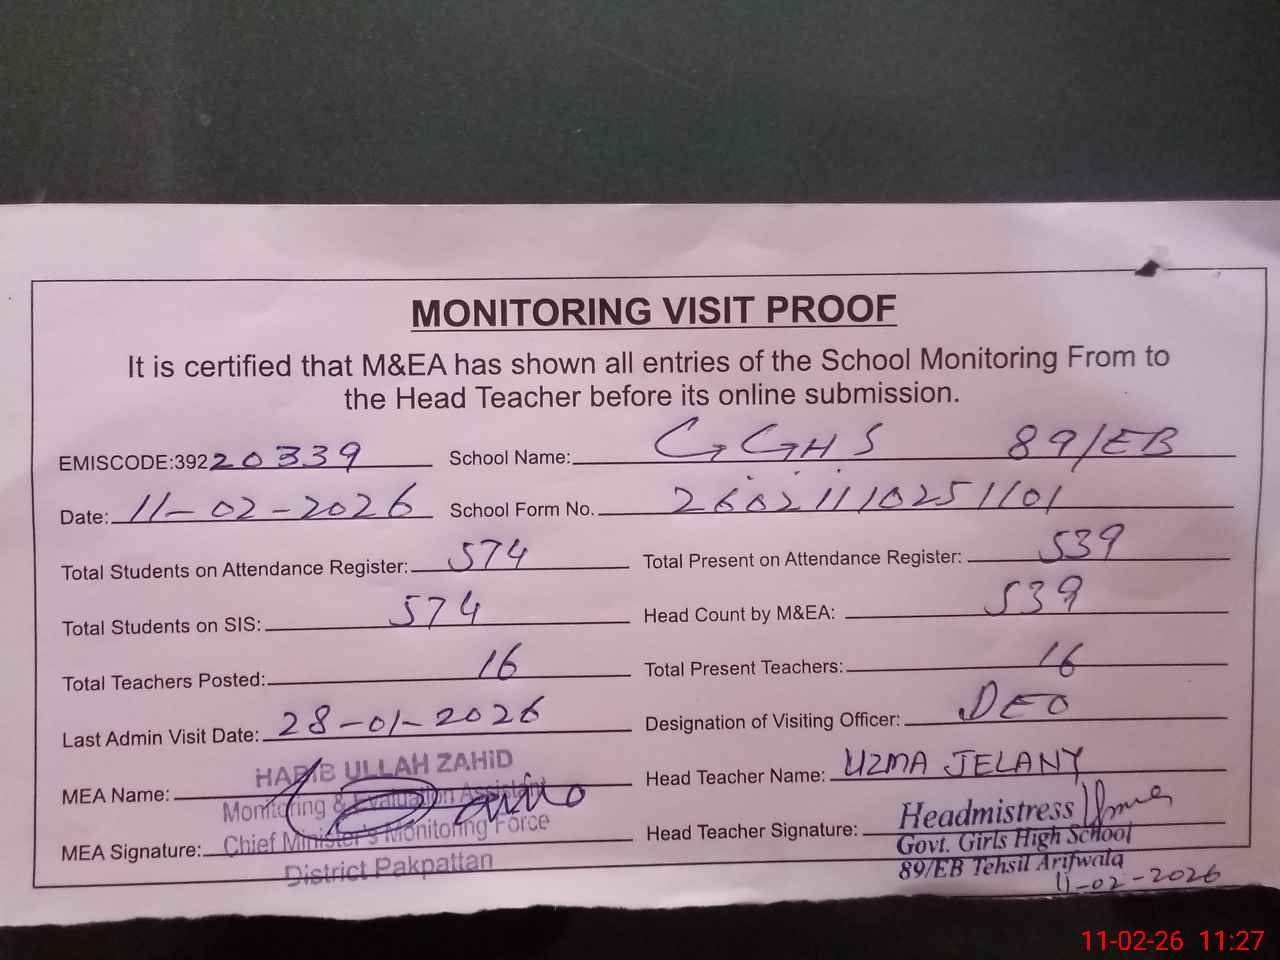 MONITORING VISIT PROOF
It is certified that M&EA has shown all entries of the School Monitoring From to
the Head Teacher before its online submission.
EMISCODE:39220339 School Name: GGHS 89/EB
Date: 11-02-2026 School Form No. 26021110251101
Total Students on Attendance Register: 574 Total Present on Attendance Register: 539
Total Students on SIS: 574 Head Count by M&EA: 539
Total Teachers Posted: 16 Total Present Teachers: 16
Last Admin Visit Date: 28-01-2026 Designation of Visiting Officer: DEO
HABIB ULLAH ZAHID
MEA Name: Head Teacher Name: UZMA JELANY
Monitoring & Evaluation Assistant
Chief Minister's Monitoring Force
MEA Signature: Head Teacher Signature:
District Pakpattan
Headmistress
Govt. Girls High School
89/EB Tehsil Arifwala
11-02-2026
11-02-26 11:27